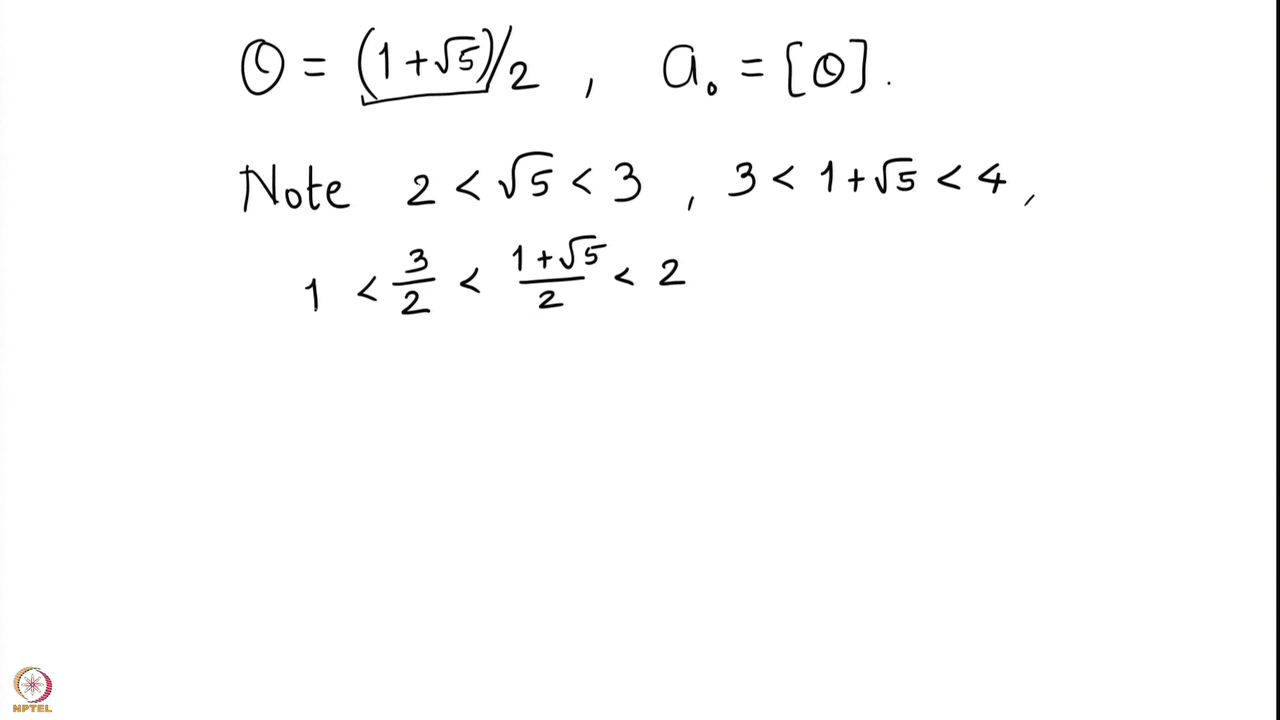 Θ = (1+√5)/2 , a₀ = [Θ].
Note 2 < √5 < 3 , 3 < 1+√5 < 4 ,
1 < 3/2 < (1+√5)/2 < 2
NPTEL